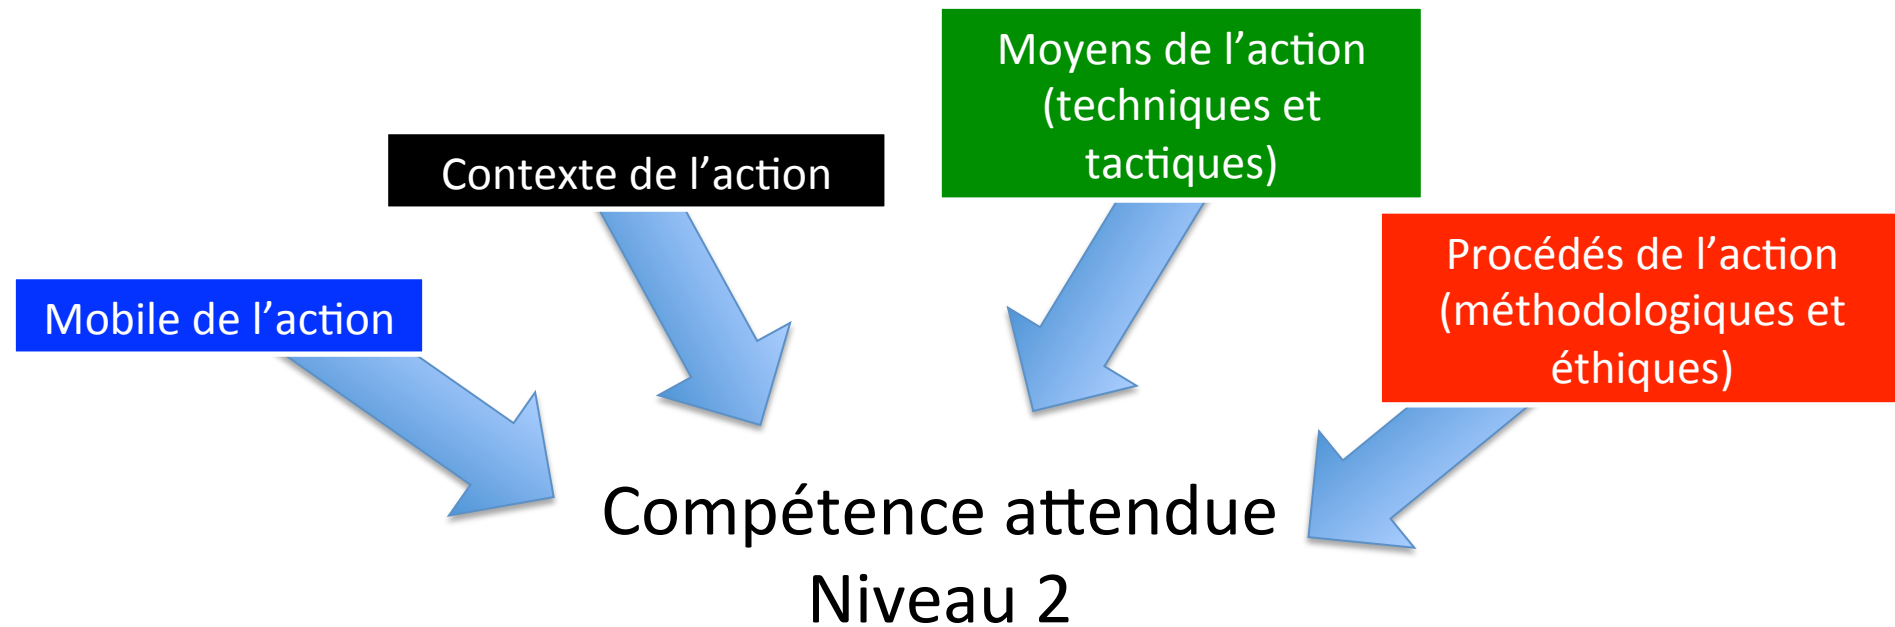 Moyens de l’action
(techniques et
tactiques)
Contexte de l’action
Procédés de l’action
(méthodologiques et
éthiques)
Mobile de l’action
Compétence attendue
Niveau 2